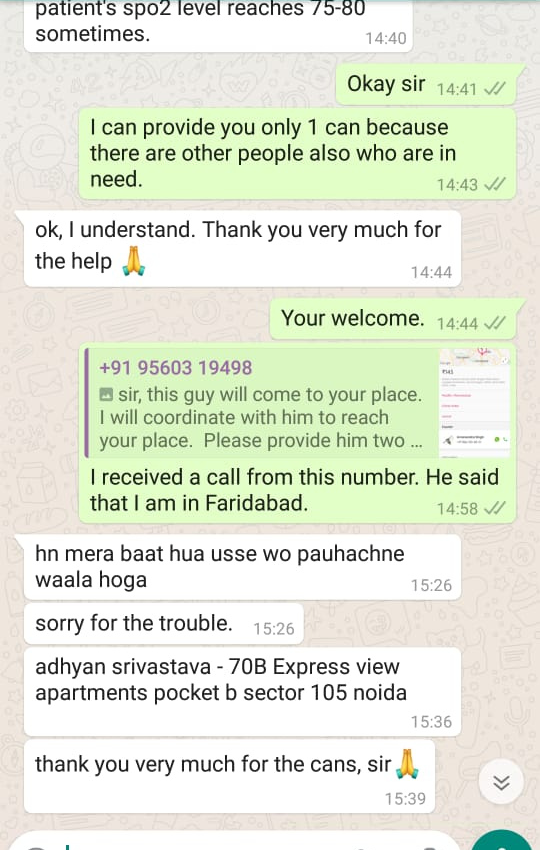 patient's spo2 level reaches 75-80
sometimes.
14:40
Okay sir
14:41
I can provide you only 1 can because
there are other people also who are in
need.
14:43
ok, I understand. Thank you very much for
the help 🙏
14:44
Your welcome.
14:44
+91 95603 19498
sir, this guy will come to your place.
I will coordinate with him to reach
your place. Please provide him two ...
₹143
I received a call from this number. He said
that I am in Faridabad.
14:58
hn mera baat hua usse wo pauhachne
waala hoga
15:26
sorry for the trouble.
15:26
adhyan srivastava - 70B Express view
apartments pocket b sector 105 noida
15:36
thank you very much for the cans, sir🙏
15:39